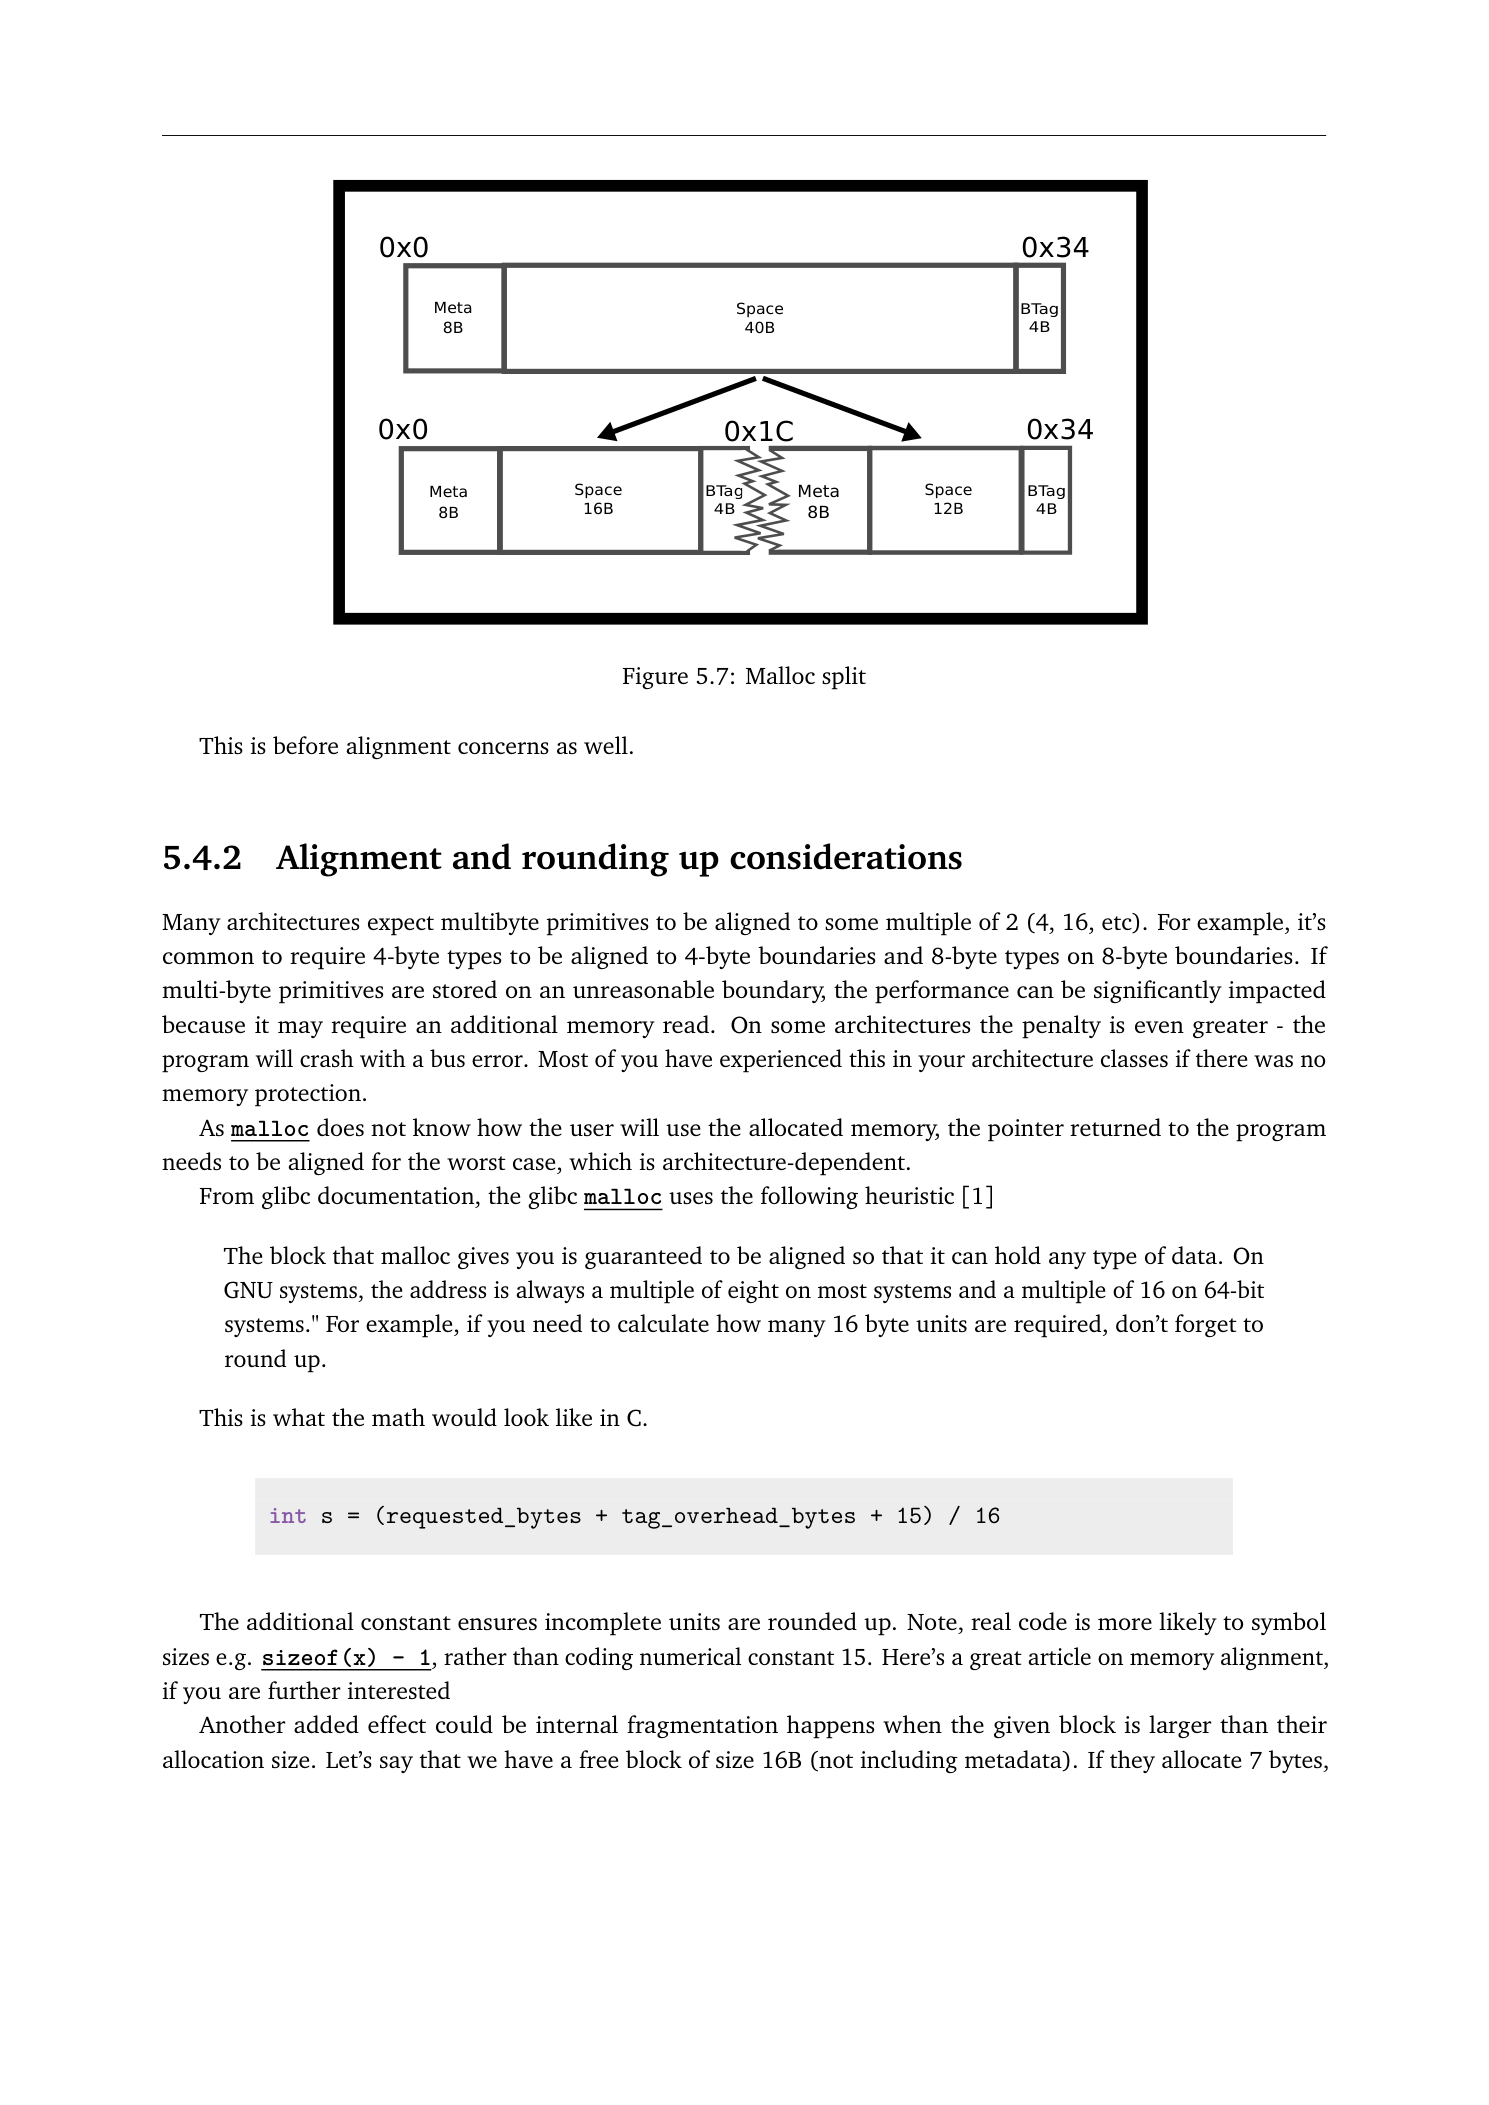 0x0 0x34
Meta
8B
Space
40B
BTag
4B
0x0 0x1C 0x34
Meta
8B
Space
16B
BTag
4B
Meta
8B
Space
12B
BTag
4B
Figure 5.7: Malloc split
This is before alignment concerns as well.
5.4.2 Alignment and rounding up considerations
Many architectures expect multibyte primitives to be aligned to some multiple of 2 (4, 16, etc). For example, it's
common to require 4-byte types to be aligned to 4-byte boundaries and 8-byte types on 8-byte boundaries. If
multi-byte primitives are stored on an unreasonable boundary, the performance can be significantly impacted
because it may require an additional memory read. On some architectures the penalty is even greater - the
program will crash with a bus error. Most of you have experienced this in your architecture classes if there was no
memory protection.
As malloc does not know how the user will use the allocated memory, the pointer returned to the program
needs to be aligned for the worst case, which is architecture-dependent.
From glibc documentation, the glibc malloc uses the following heuristic [1]
The block that malloc gives you is guaranteed to be aligned so that it can hold any type of data. On
GNU systems, the address is always a multiple of eight on most systems and a multiple of 16 on 64-bit
systems." For example, if you need to calculate how many 16 byte units are required, don't forget to
round up.
This is what the math would look like in C.
int s = (requested_bytes + tag_overhead_bytes + 15) / 16
The additional constant ensures incomplete units are rounded up. Note, real code is more likely to symbol
sizes e.g. sizeof(x) - 1, rather than coding numerical constant 15. Here's a great article on memory alignment,
if you are further interested
Another added effect could be internal fragmentation happens when the given block is larger than their
allocation size. Let's say that we have a free block of size 16B (not including metadata). If they allocate 7 bytes,